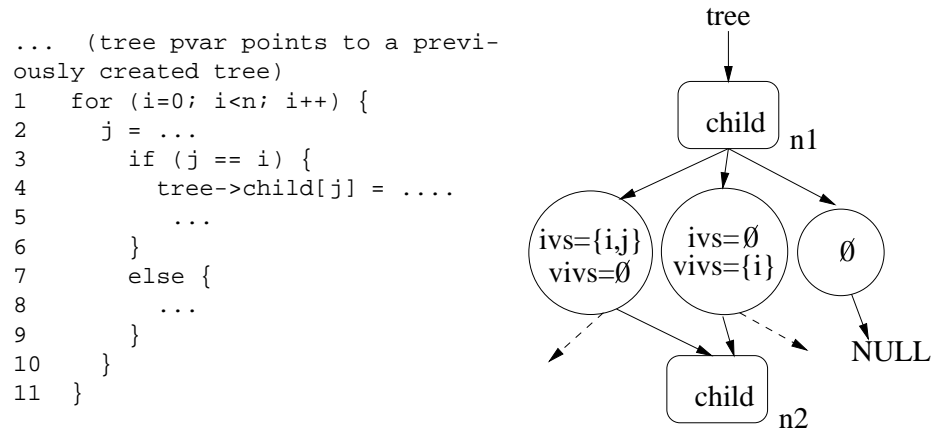 ... (tree pvar points to a previ-
ously created tree)
1 for (i=0; i<n; i++) {
2 j = ...
3 if (j == i) {
4 tree->child[j] = ....
5 ...
6 }
7 else {
8 ...
9 }
10 }
11 }
tree
child
n1
ivs={i,j}
vivs=Ø
ivs=Ø
vivs={i}
Ø
NULL
child
n2